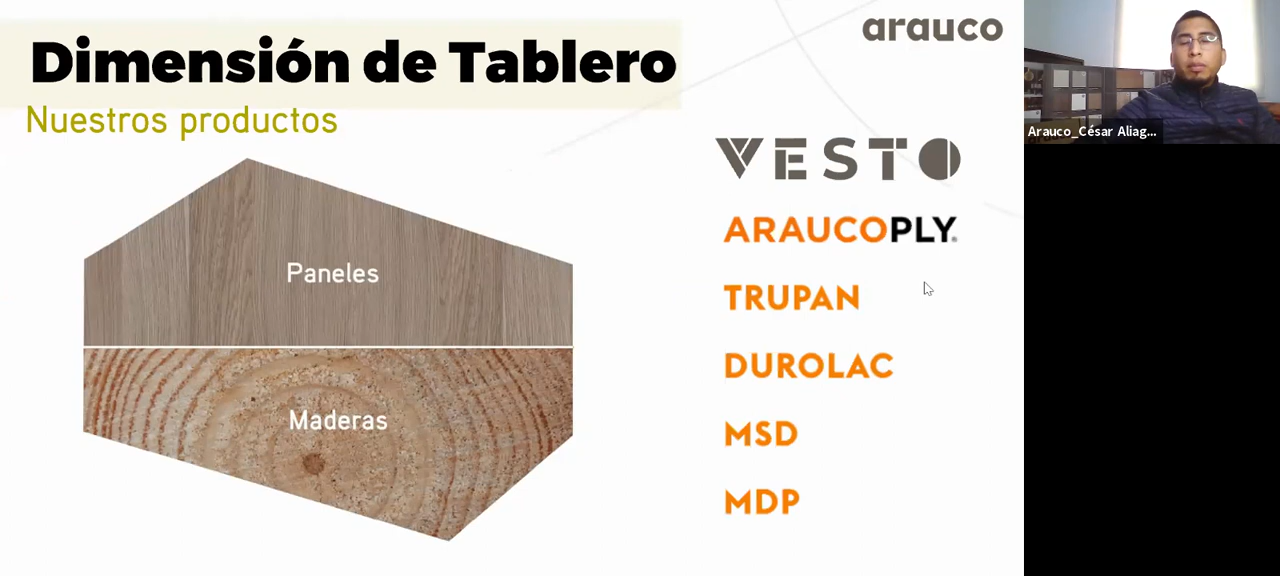 Dimensión de Tablero
Nuestros productos
arauco
Arauco_César Aliag...
VESTO
ARAUCOPLY®
TRUPAN
DUROLAC
MSD
MDP
Paneles
Maderas